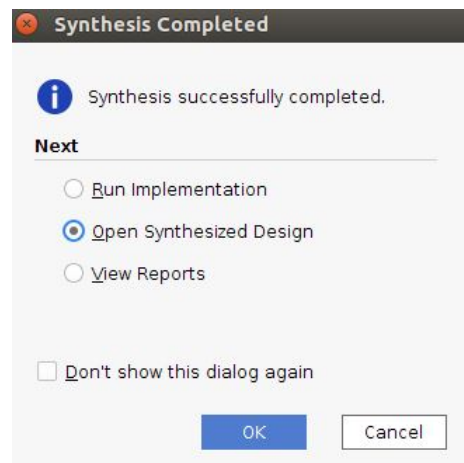 Synthesis Completed
Synthesis successfully completed.
Next
Run Implementation
Open Synthesized Design
View Reports
Don't show this dialog again
OK
Cancel